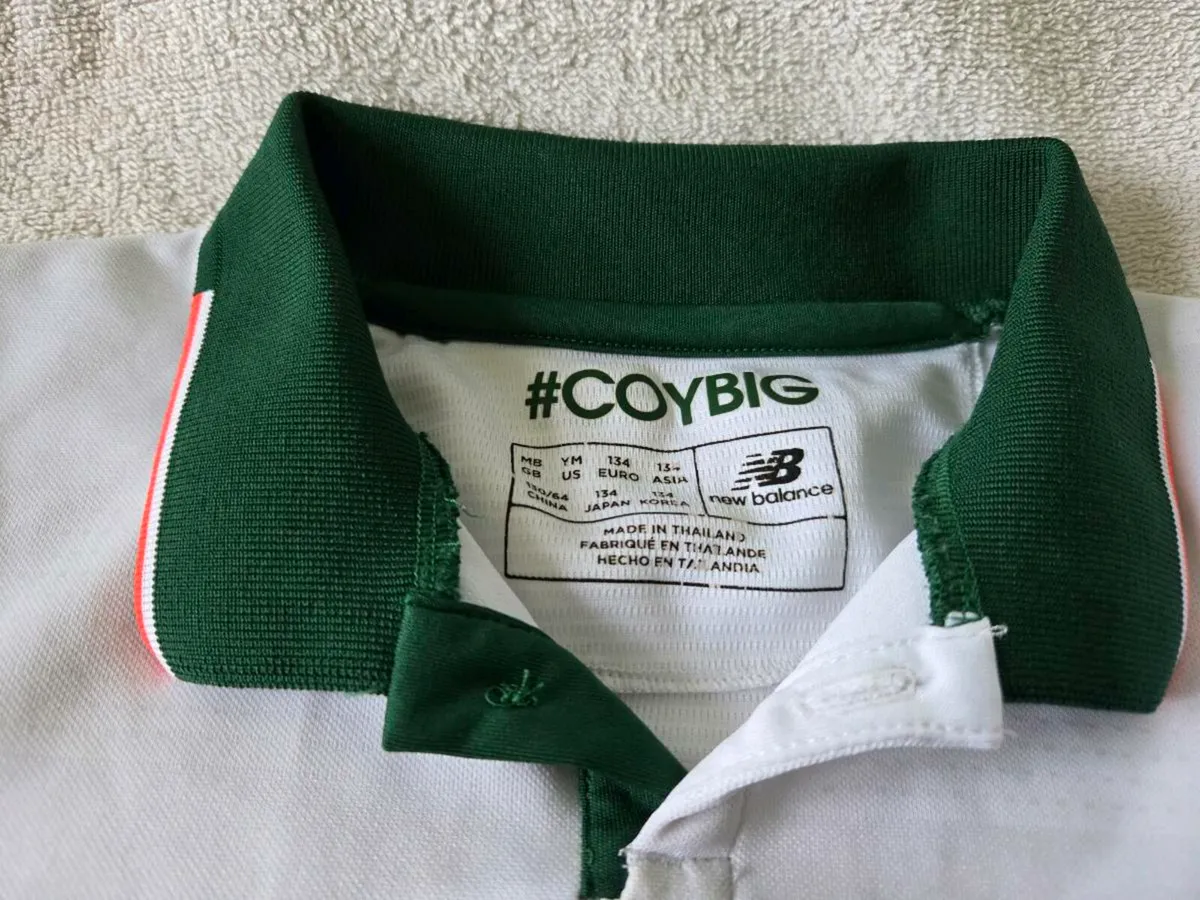 #COYBIG
MB YM 134 134
GB US EURO ASIA
130/64 134 134
CHINA JAPAN KOREA
NB
new balance
MADE IN THAILAND
FABRIQUÉ EN THAÏLANDE
HECHO EN TAILANDIA